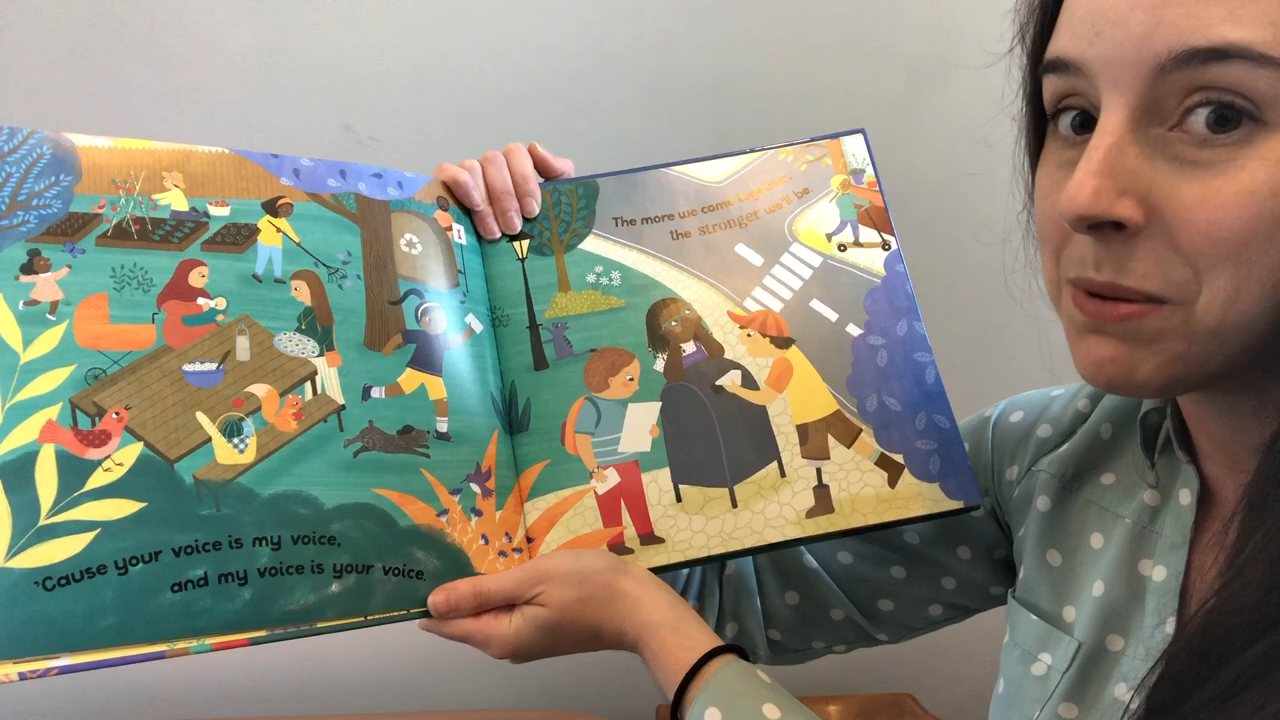 'Cause your voice is my voice,
and my voice is your voice.
The more we come together,
the stronger we'll be.